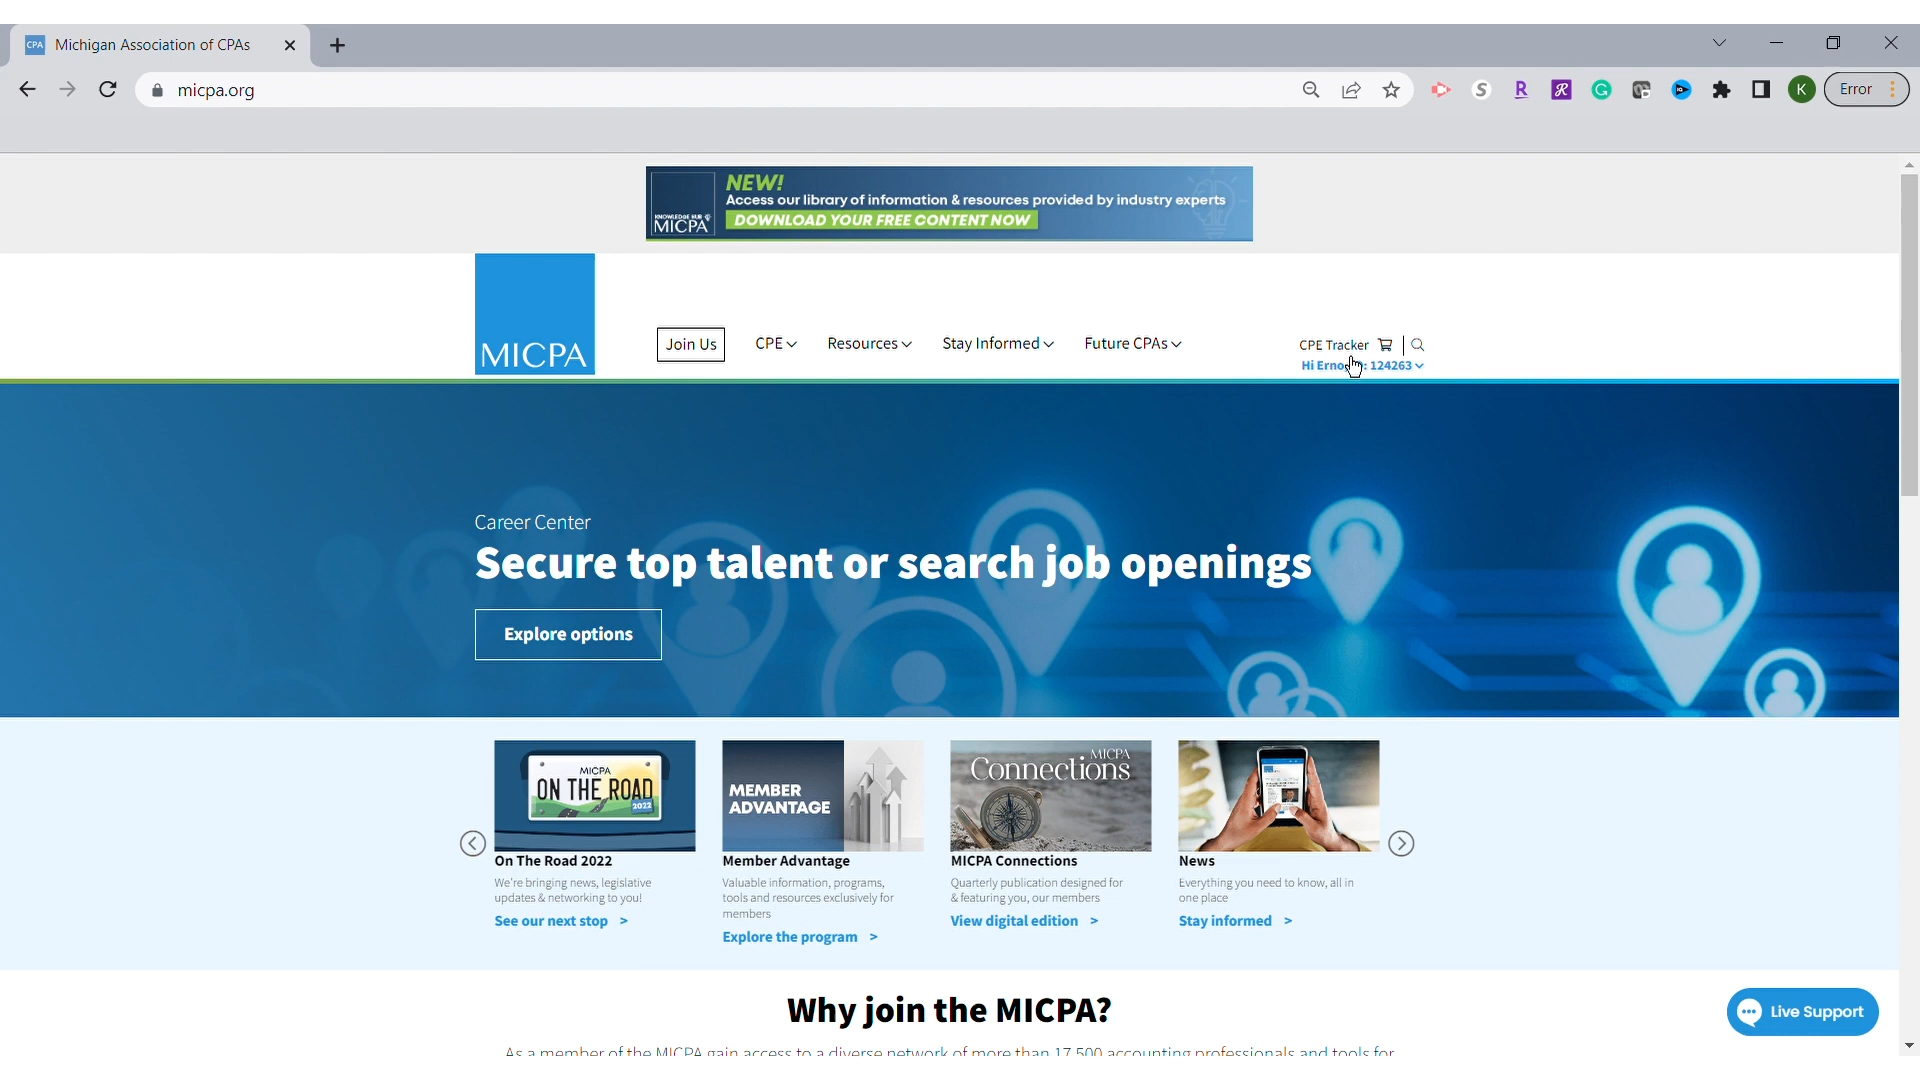 CPA Michigan Association of CPAs
micpa.org
Error
NEW!
Access our library of information & resources provided by industry experts
KNOWLEDGE HUB
MICPA
DOWNLOAD YOUR FREE CONTENT NOW
MICPA
Join Us CPE Resources Stay Informed Future CPAs
CPE Tracker
Hi : 124263
Career Center
Secure top talent or search job openings
Explore options
MICPA
ON THE ROAD
2022
MEMBER
ADVANTAGE
MICPA
Connections
On The Road 2022
We're bringing news, legislative
updates & networking to you!
See our next stop >
Member Advantage
Valuable information, programs,
tools and resources exclusively for
members
Explore the program >
MICPA Connections
Quarterly publication designed for
& featuring you, our members
View digital edition >
News
Everything you need to know, all in
one place
Stay informed >
Why join the MICPA?
As a member of the MICPA gain access to a diverse network of more than 17,500 accounting professionals and tools for
Live Support